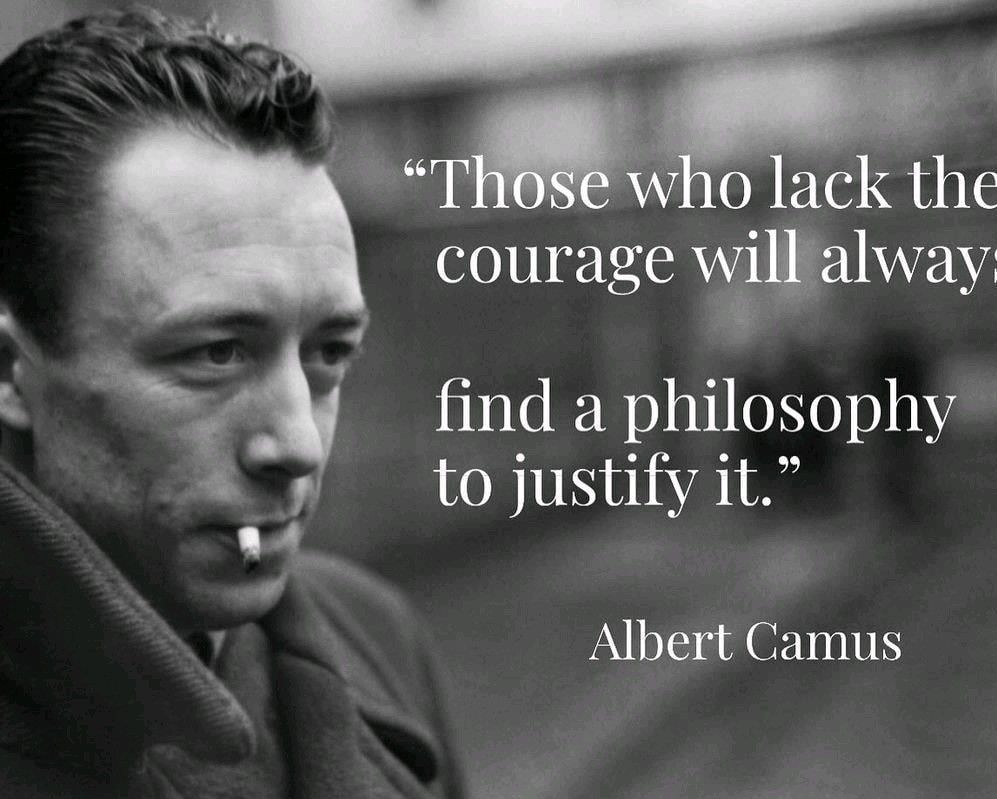 “Those who lack the
courage will always
find a philosophy
to justify it.”
Albert Camus